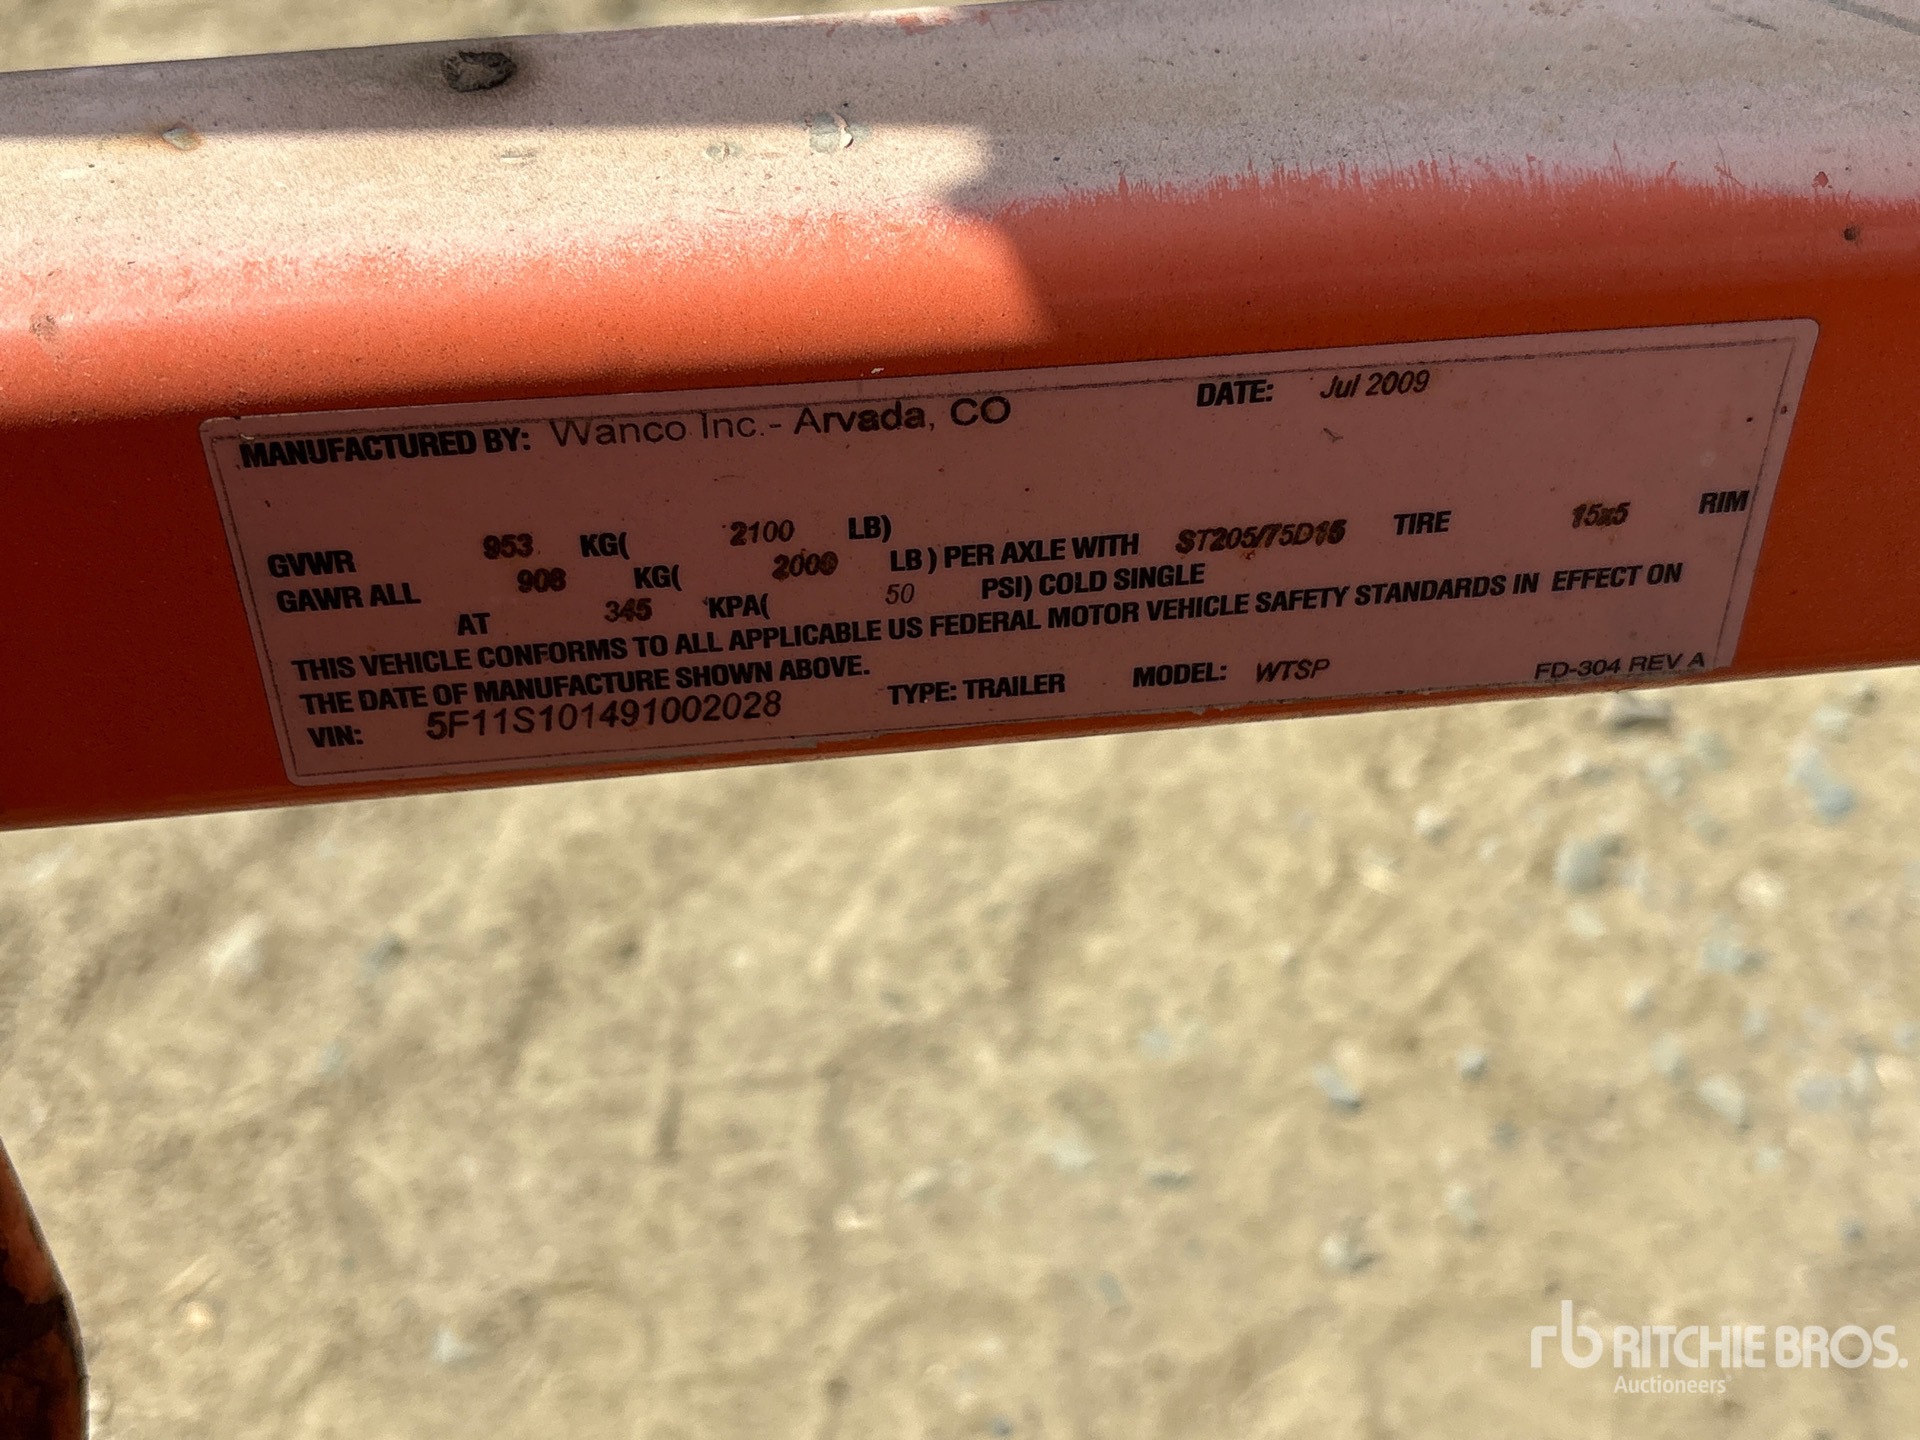 MANUFACTURED BY: Wanco Inc.- Arvada, CO DATE: Jul 2009
GVWR 953 KG( 2100 LB)
GAWR ALL 908 KG( 2000 LB ) PER AXLE WITH ST205/75D15 TIRE 15x5 RIM
AT 345 KPA( 50 PSI) COLD SINGLE
THIS VEHICLE CONFORMS TO ALL APPLICABLE US FEDERAL MOTOR VEHICLE SAFETY STANDARDS IN EFFECT ON
THE DATE OF MANUFACTURE SHOWN ABOVE.
VIN: 5F11S101491002028 TYPE: TRAILER MODEL: WTSP FD-304 REV A
rb RITCHIE BROS.
Auctioneers